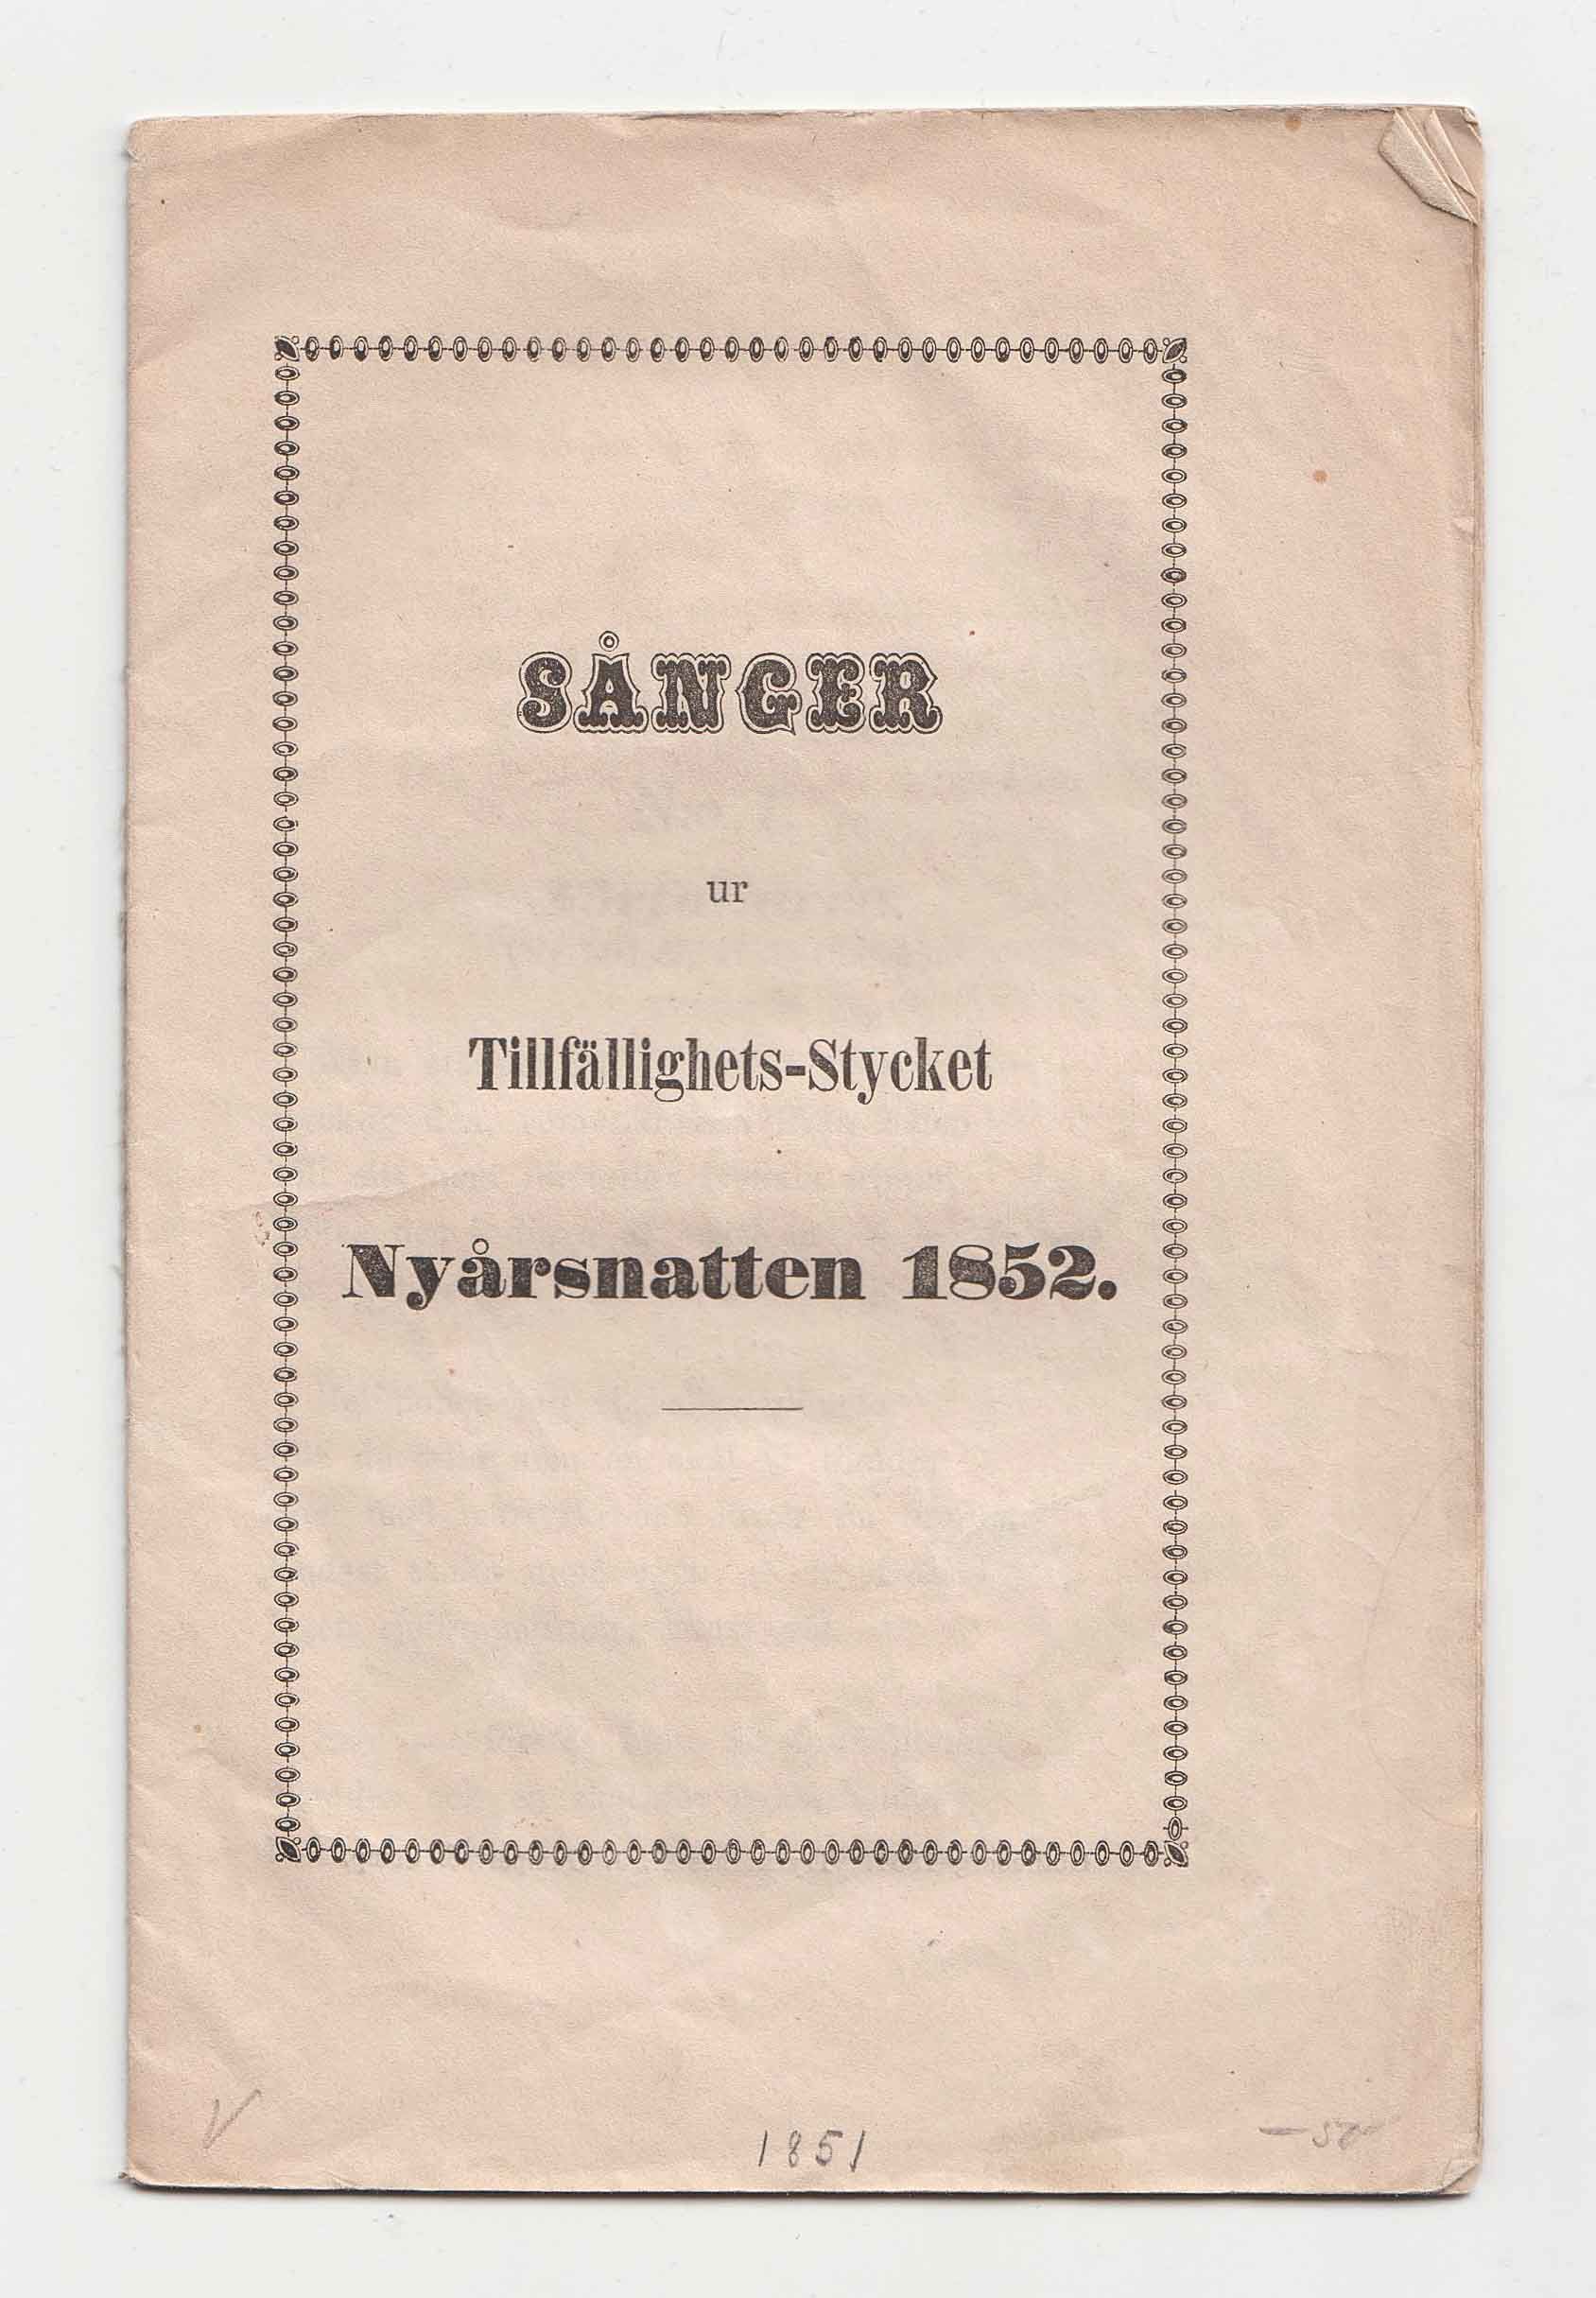 SÅNGER
ur
Tillfällighets-Stycket
Nyårsnatten 1852.
1851